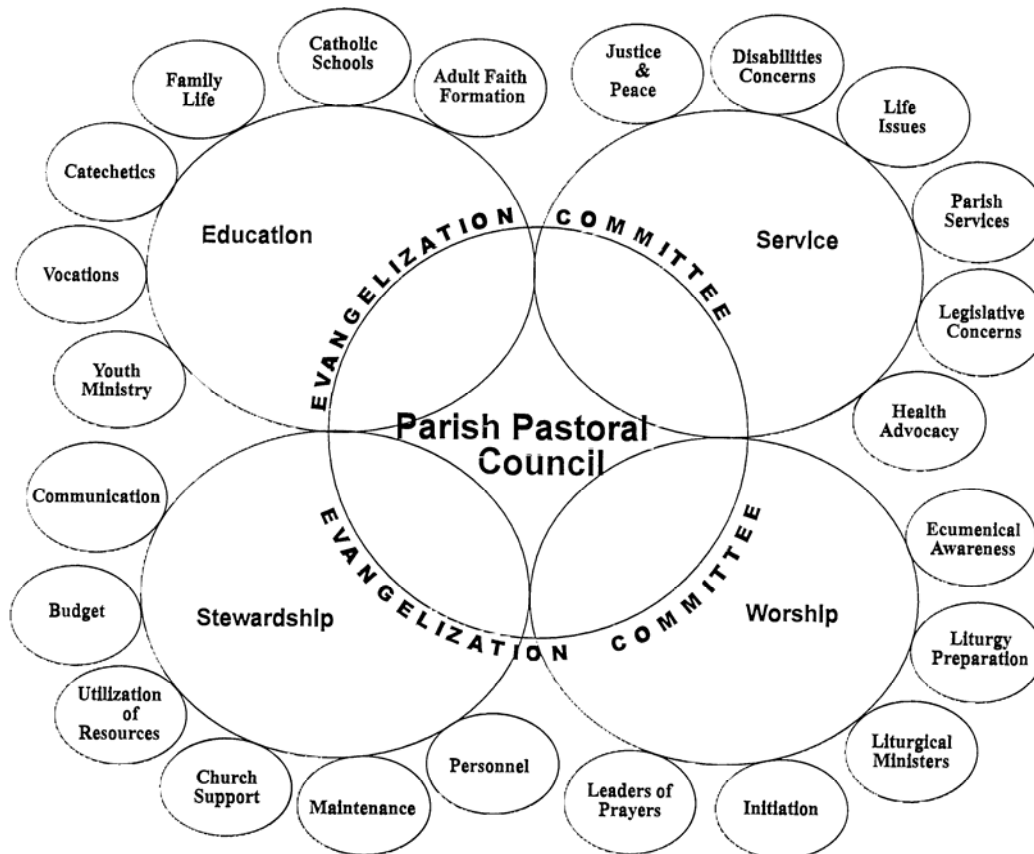 Catholic
Schools
Family
Life
Adult Faith
Formation
Catechetics
Vocations
Youth
Ministry
Education
Justice
&
Peace
Disabilities
Concerns
Life
Issues
Parish
Services
Legislative
Concerns
Health
Advocacy
Service
EVANGELIZATION COMMITTEE
Parish Pastoral
Council
EVANGELIZATION COMMITTEE
Communication
Budget
Utilization
of
Resources
Church
Support
Maintenance
Personnel
Stewardship
Worship
Ecumenical
Awareness
Liturgy
Preparation
Liturgical
Ministers
Initiation
Leaders of
Prayers